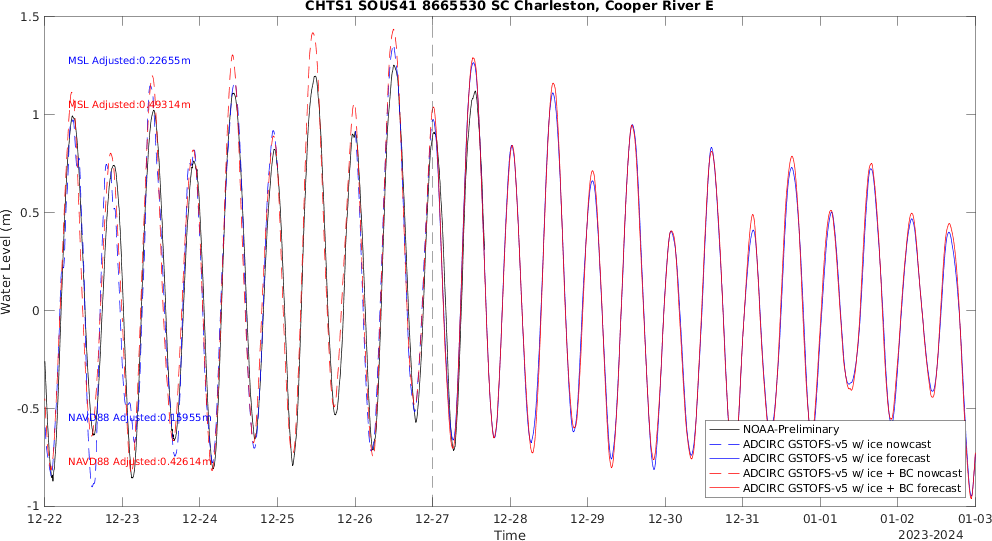 CHTS1 SOUS41 8665530 SC Charleston, Cooper River E
1.5
1
0.5
0
-0.5
-1
Water Level (m)
MSL Adjusted:0.22655m
MSL Adjusted:0.49314m
NAVD88 Adjusted:0.15955m
NAVD88 Adjusted:0.42614m
NOAA-Preliminary
ADCIRC GSTOFS-v5 w/ ice nowcast
ADCIRC GSTOFS-v5 w/ ice forecast
ADCIRC GSTOFS-v5 w/ ice + BC nowcast
ADCIRC GSTOFS-v5 w/ ice + BC forecast
12-22 12-23 12-24 12-25 12-26 12-27 12-28 12-29 12-30 12-31 01-01 01-02 01-03
Time
2023-2024